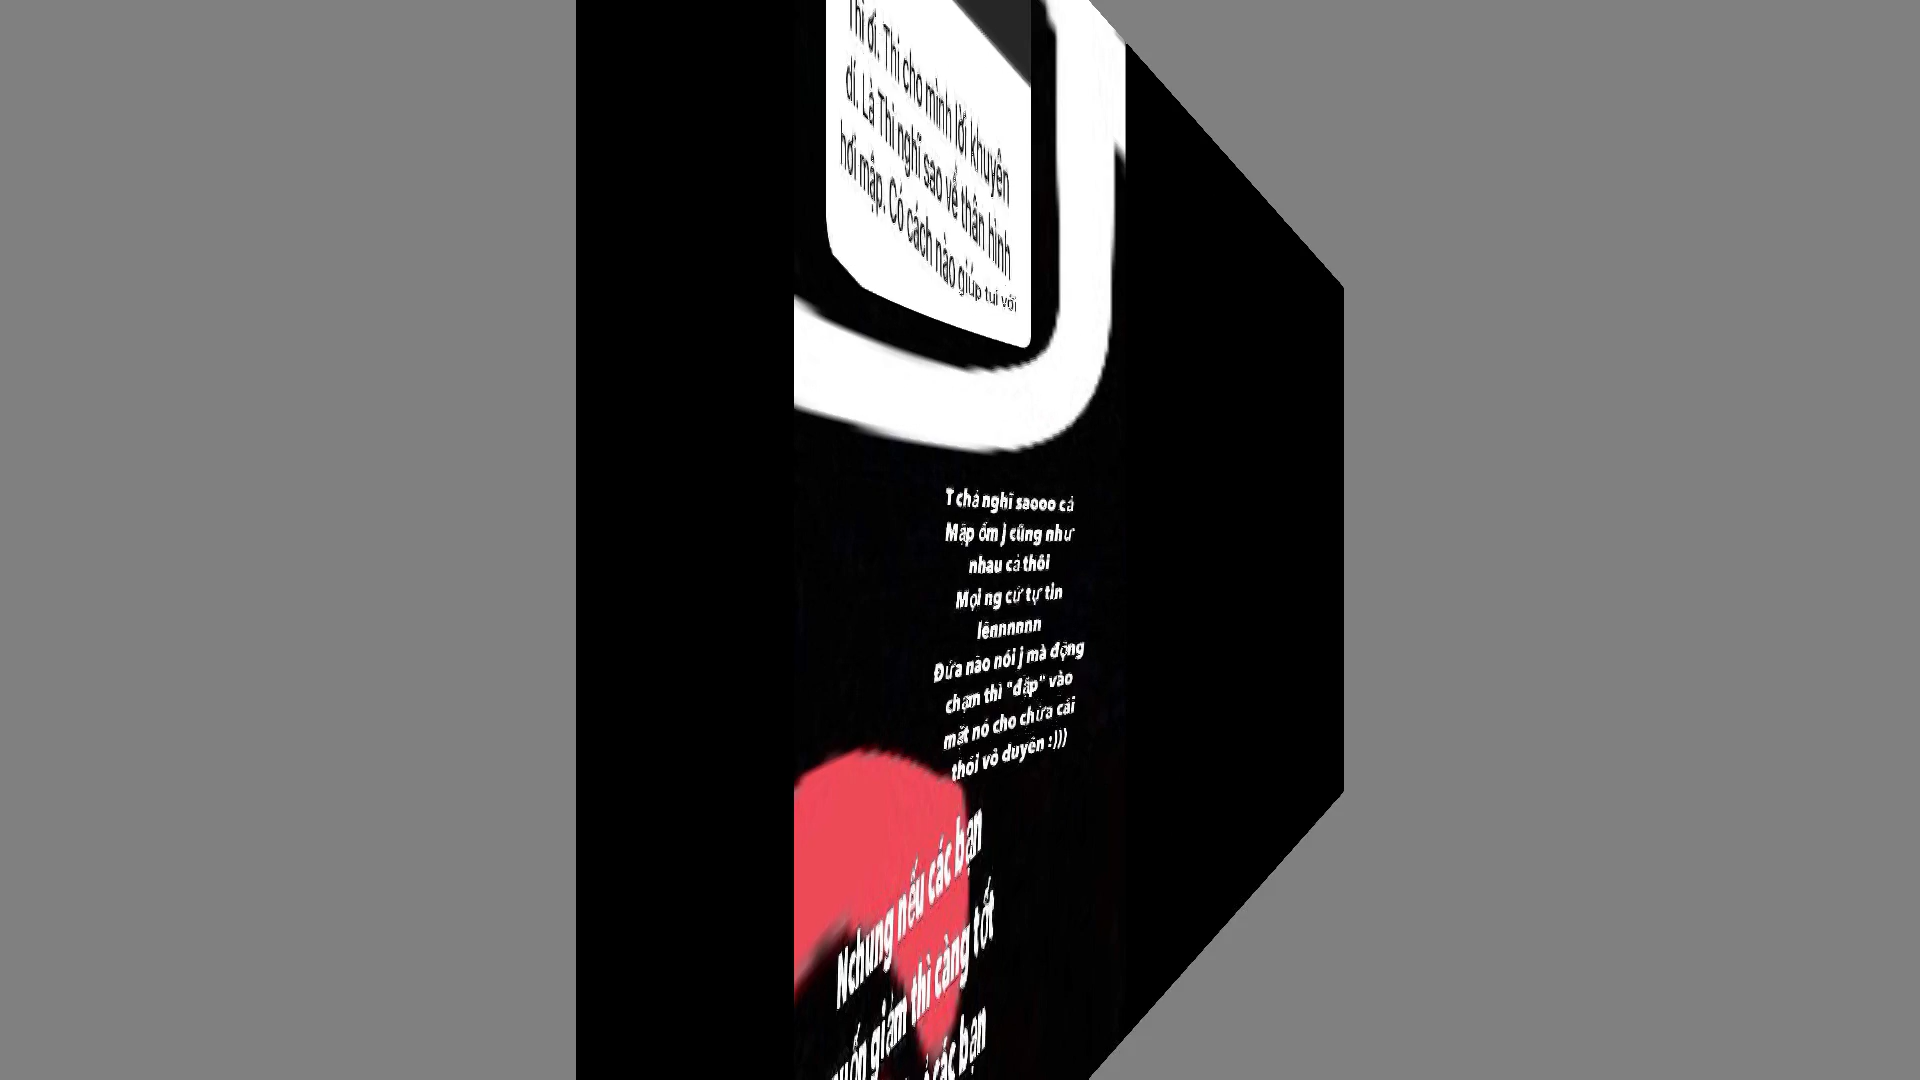 Thi đi. Thi cho mình lời khuyên
đi. Là Thi nghĩ sao về thân hình
hơi mập. Có cách nào giúp tui với
T chả nghĩ saooo cả
Mập ốm j cũng như
nhau cả thôi
Mọi ng cứ tự tin
lênnnnnn
Đứa nào nói j mà động
chạm thì "đập" vào
mặt nó cho chừa cái
thói vô duyên :)))
Nchung nếu các bạn
muốn giảm thì càng tốt
các bạn